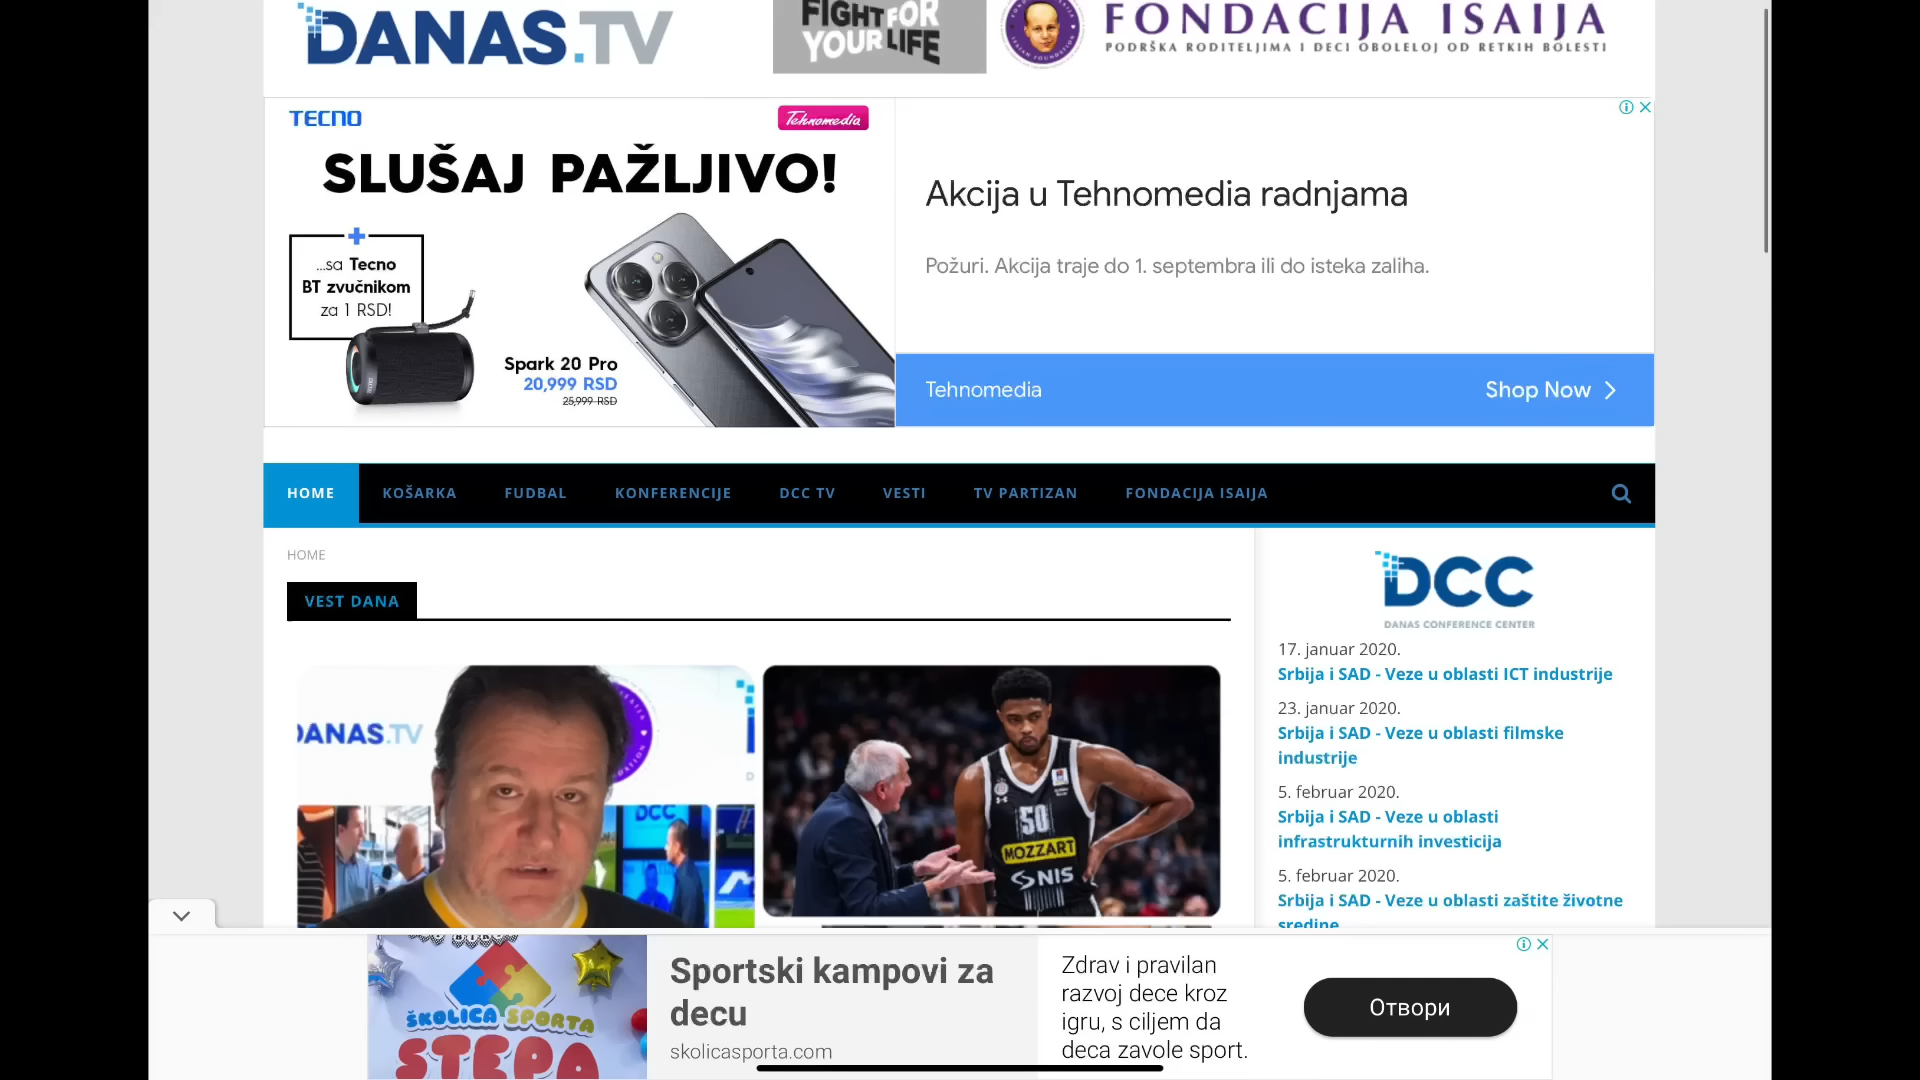 DANAS.TV
FIGHT FOR
YOUR LIFE
FONDACIJA ISAIJA
PODRŠKA RODITELJIMA I DECI OBOLELOJ OD RETKIH BOLESTI
TECNO
Tehnomedia
SLUŠAJ PAŽLJIVO!
...sa Tecno
BT zvučnikom
za 1 RSD!
Spark 20 Pro
20,999 RSD
25,999 RSD
Akcija u Tehnomedia radnjama
Požuri. Akcija traje do 1. septembra ili do isteka zaliha.
Tehnomedia
Shop Now
HOME KOŠARKA FUDBAL KONFERENCIJE DCC TV VESTI TV PARTIZAN FONDACIJA ISAIJA
HOME
VEST DANA
DANAS.TV
DCC
50
MOZZART
NIS
DCC
DANAS CONFERENCE CENTER
17. januar 2020.
Srbija i SAD - Veze u oblasti ICT industrije
23. januar 2020.
Srbija i SAD - Veze u oblasti filmske
industrije
5. februar 2020.
Srbija i SAD - Veze u oblasti
infrastrukturnih investicija
5. februar 2020.
Srbija i SAD - Veze u oblasti zaštite životne
sredine
ŠKOLICA SPORTA
STEPA
Sportski kampovi za
decu
skolicasporta.com
Zdrav i pravilan
razvoj dece kroz
igru, s ciljem da
deca zavole sport.
Отвори